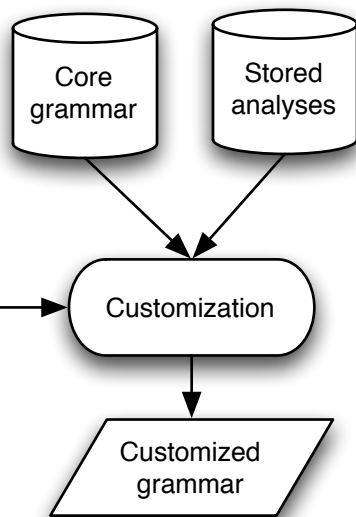 Core
grammar
Stored
analyses
Customization
Customized
grammar